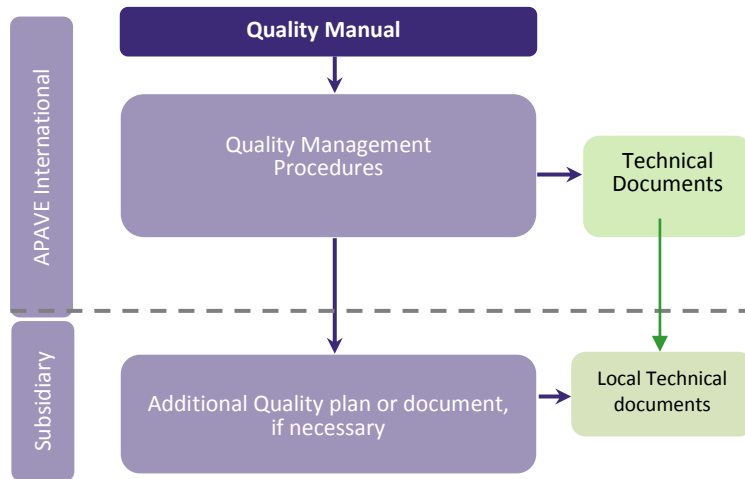 Quality Manual
APAVE International
Quality Management
Procedures
Technical
Documents
Subsidiary
Additional Quality plan or document,
if necessary
Local Technical
documents